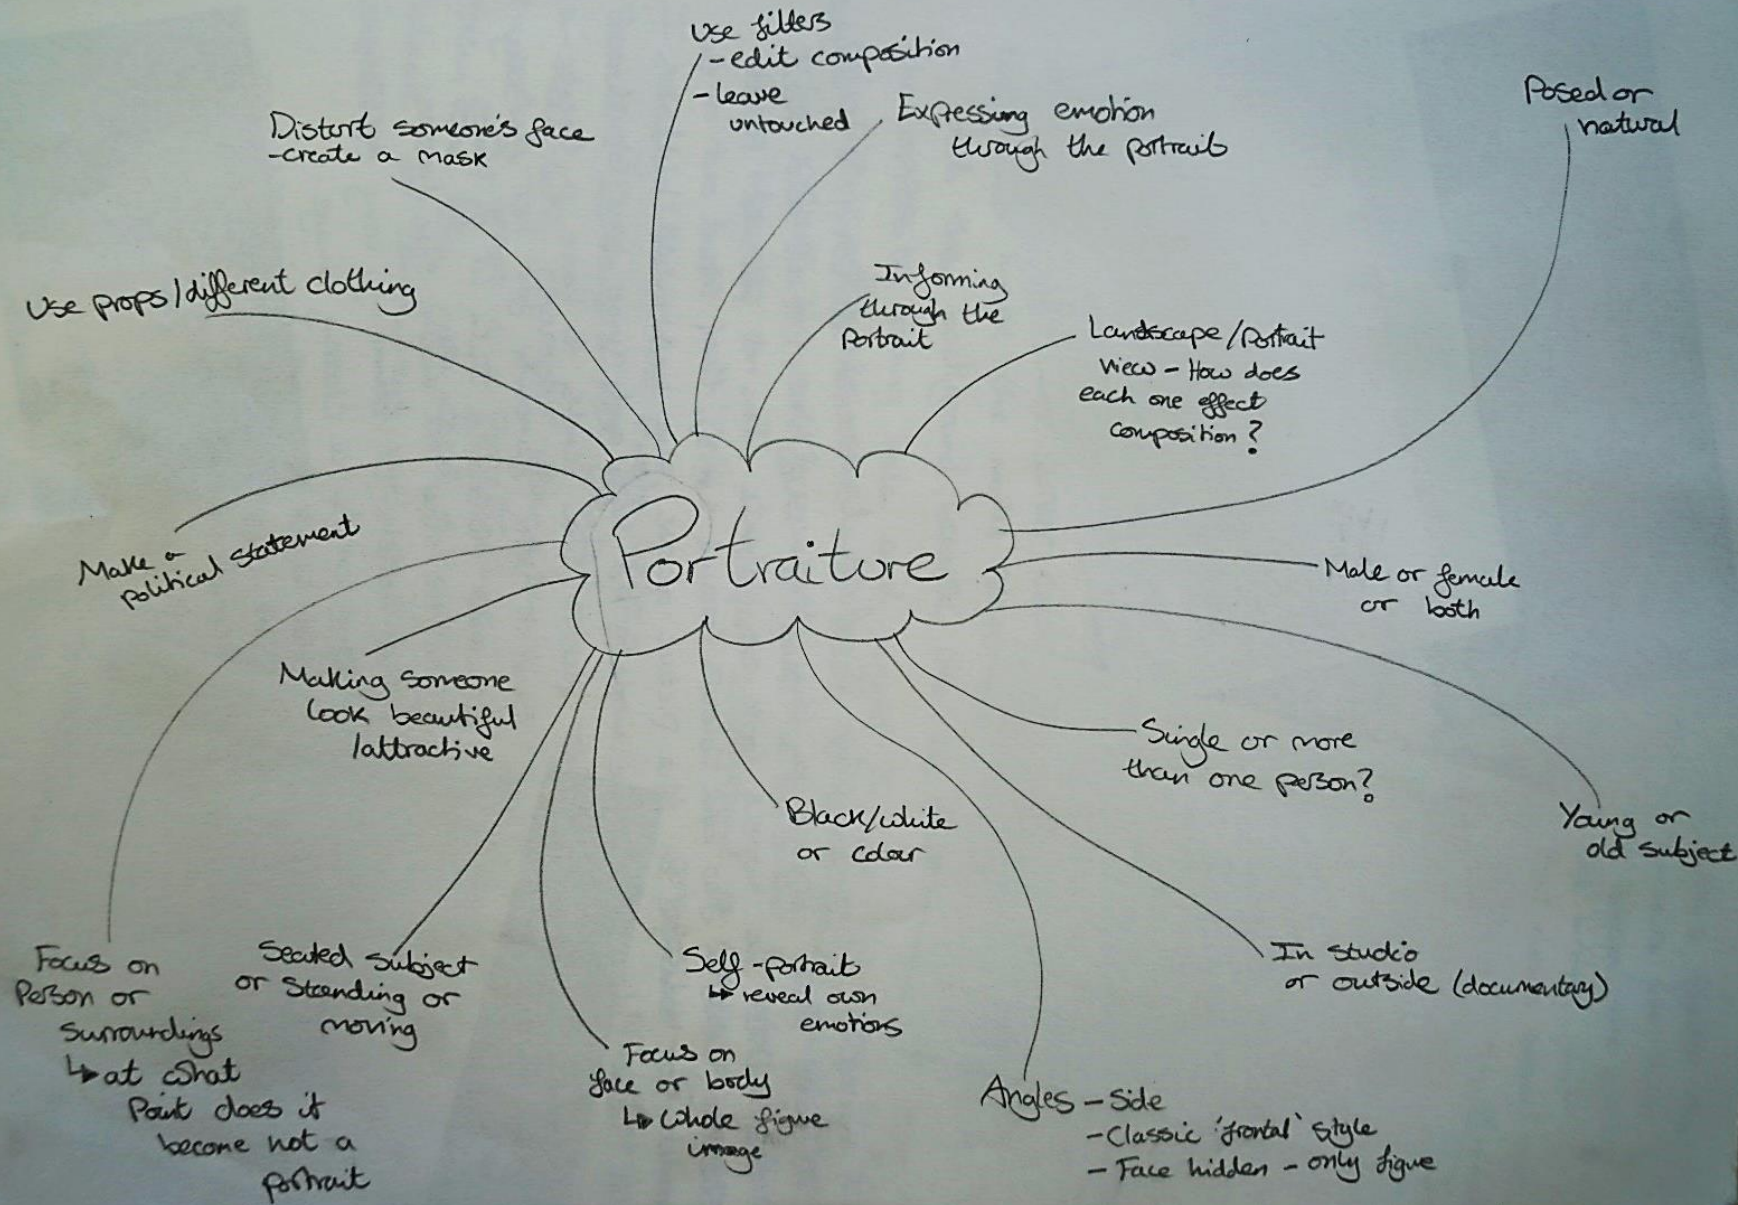 Use filters
- edit composition
- leave
untouched
Expressing emotion
through the portrait
Posed or
natural
Distort someone's face
- create a mask
Informing
through the
Portrait
Use props/different clothing
Landscape/Portrait
view - How does
each one effect
composition?
Make a
political statement
Portraiture
Male or female
or both
Making someone
look beautiful
/attractive
Single or more
than one person?
Black/white
or colour
Young or
old subject
Focus on
Person or
Surroundings
↳ at what
Point does it
become not a
portrait
Seated subject
or Standing or
moving
Self-portrait
↳ reveal own
emotions
In studio
or outside (documentary)
Focus on
face or body
↳ Whole figure
image
Angles - Side
- Classic 'frontal' style
- Face hidden - only figure